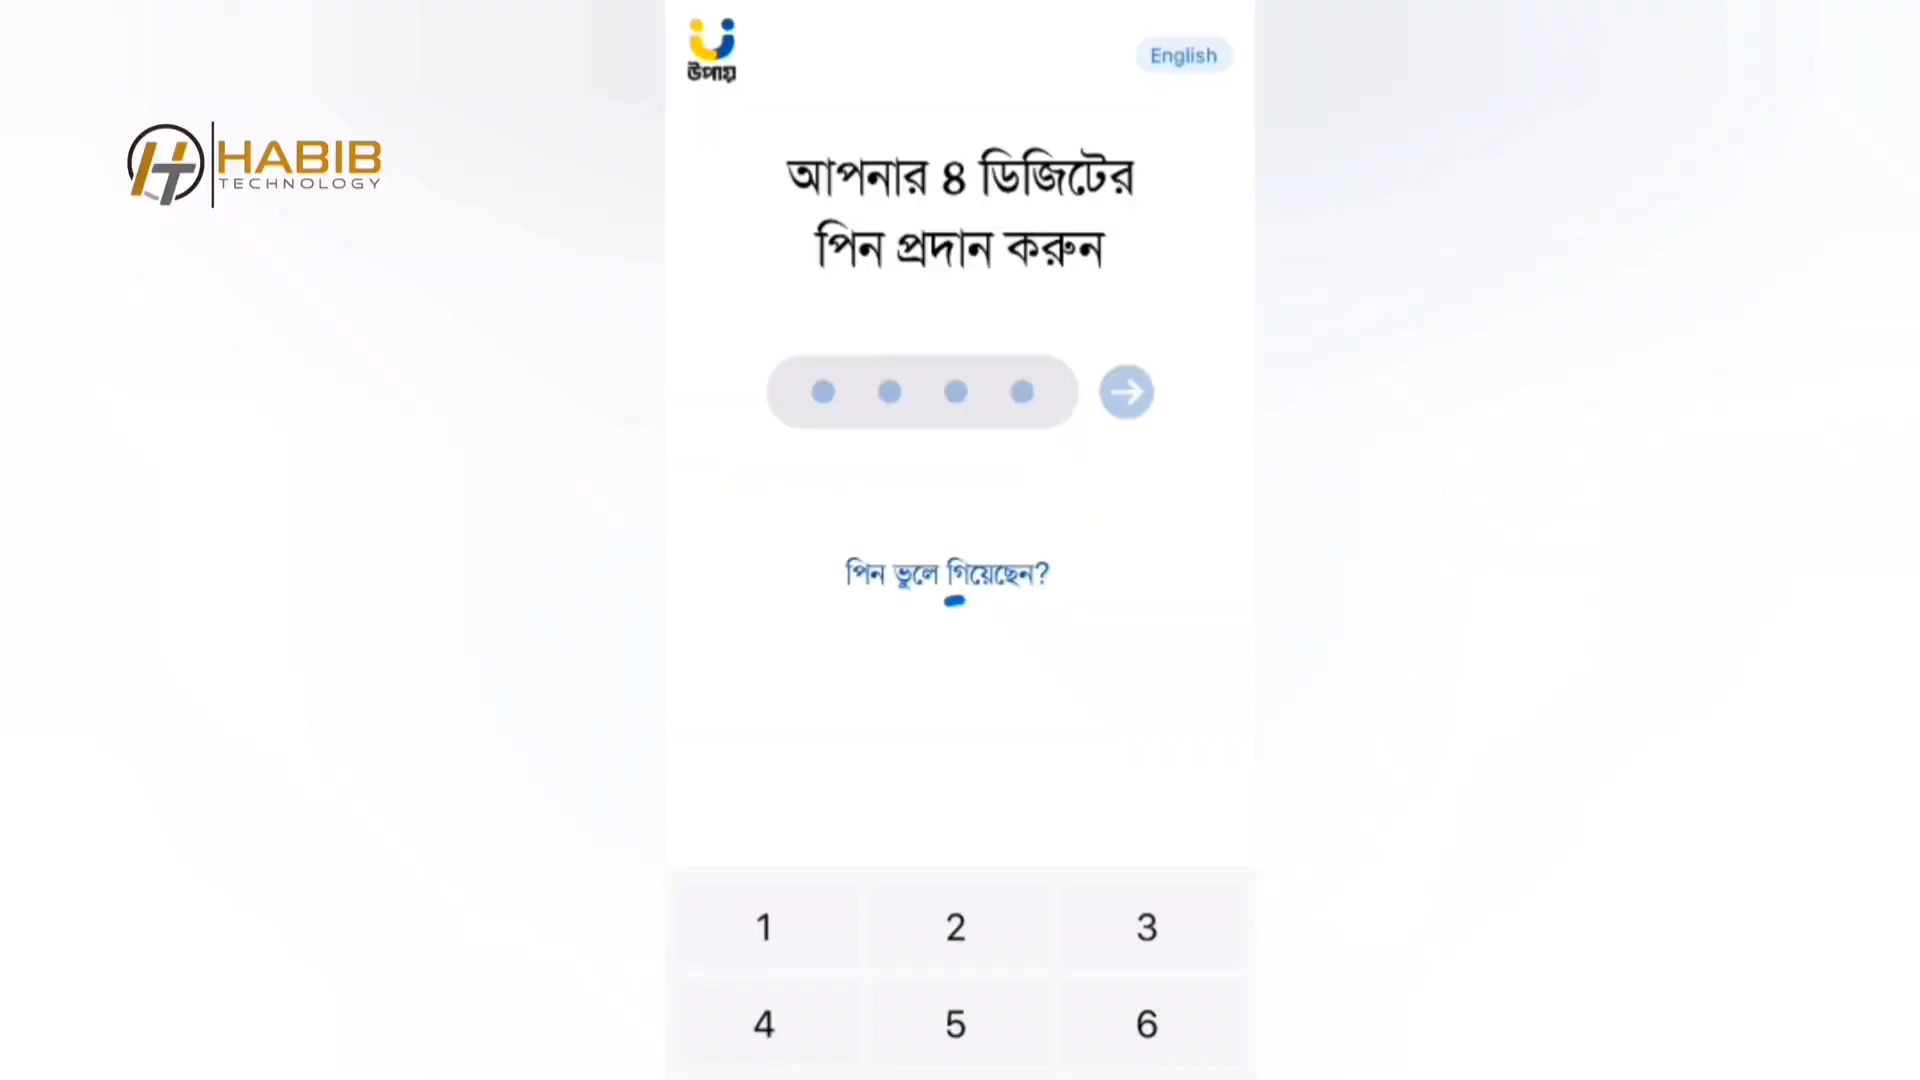 উপায়
English
HABIB
TECHNOLOGY
আপনার ৪ ডিজিটের
পিন প্রদান করুন
পিন ভুলে গিয়েছেন?
1 2 3
4 5 6